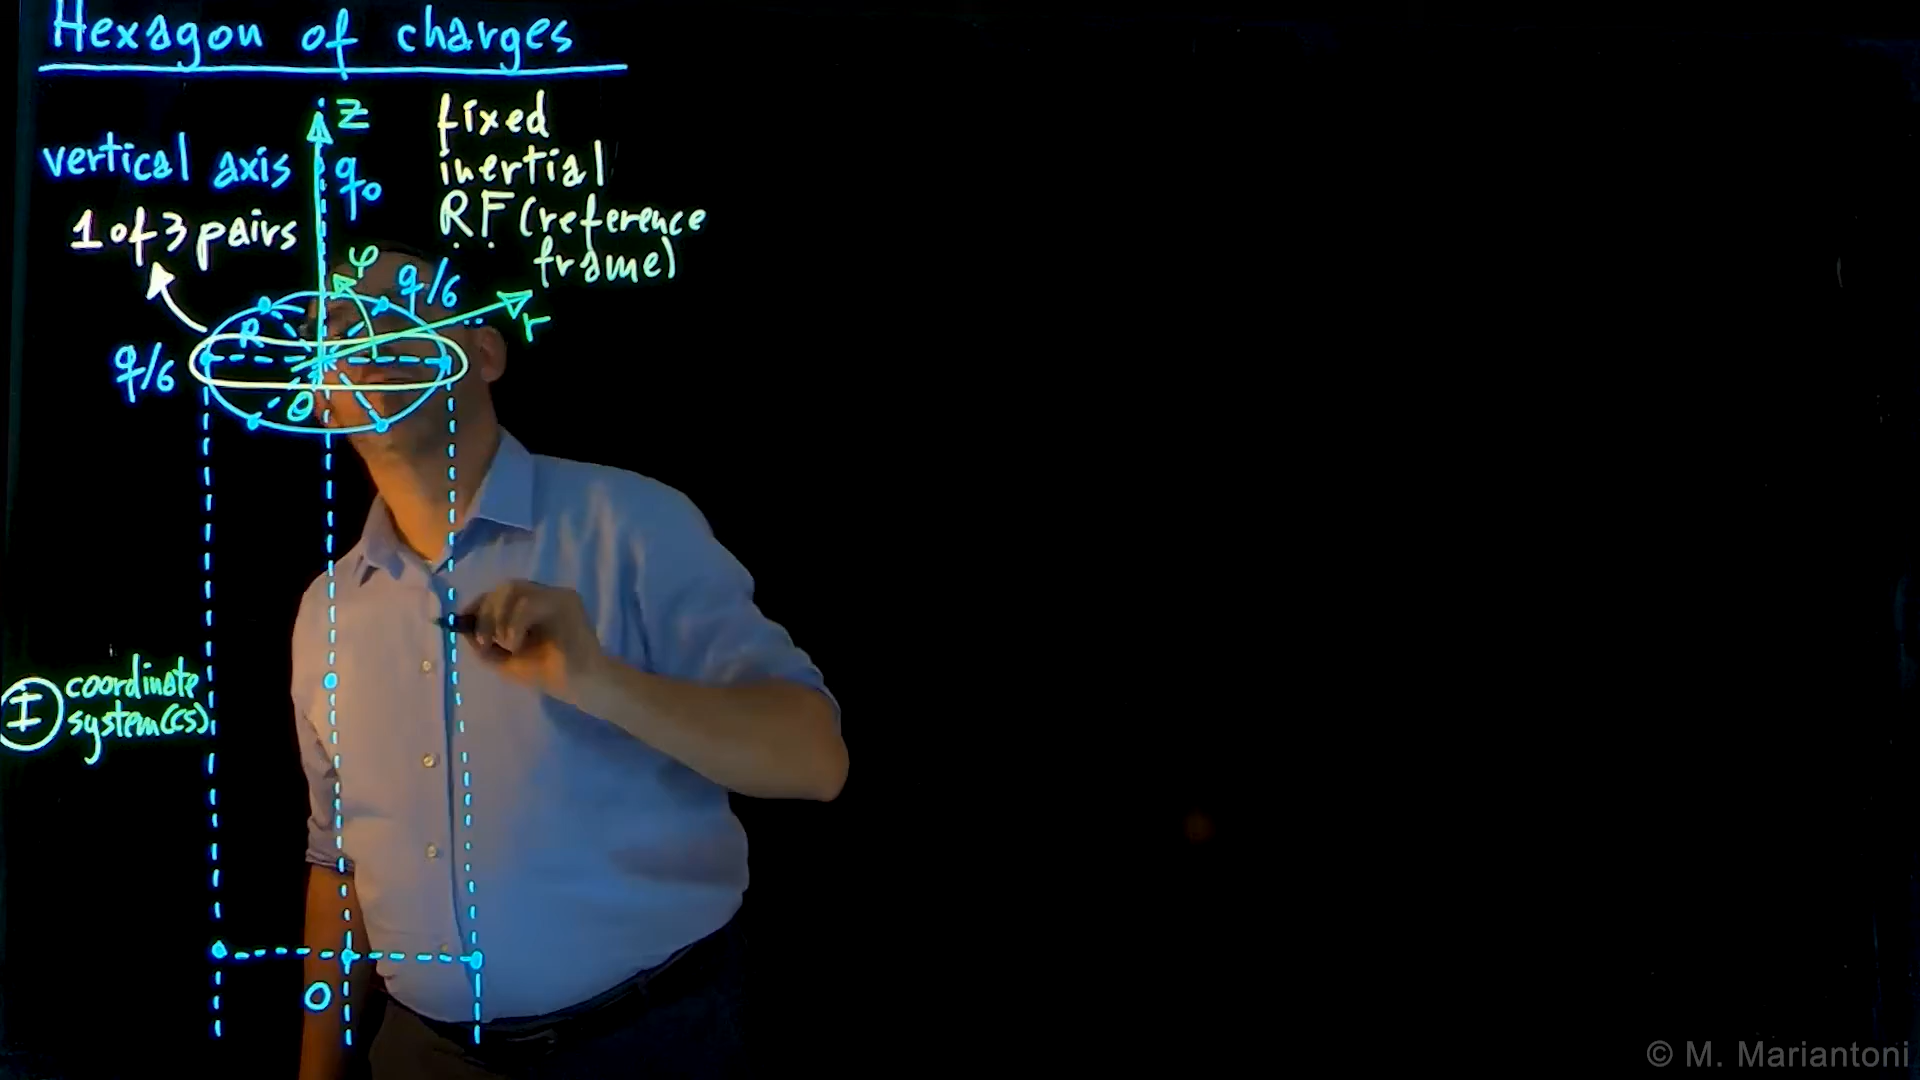 Hexagon of charges
z
fixed
inertial
RF (reference
frame)
vertical axis
q₀
1 of 3 pairs
φ
q/6
r
R
q/6
O
I
coordinate
system (CS)
O
© M. Mariantoni